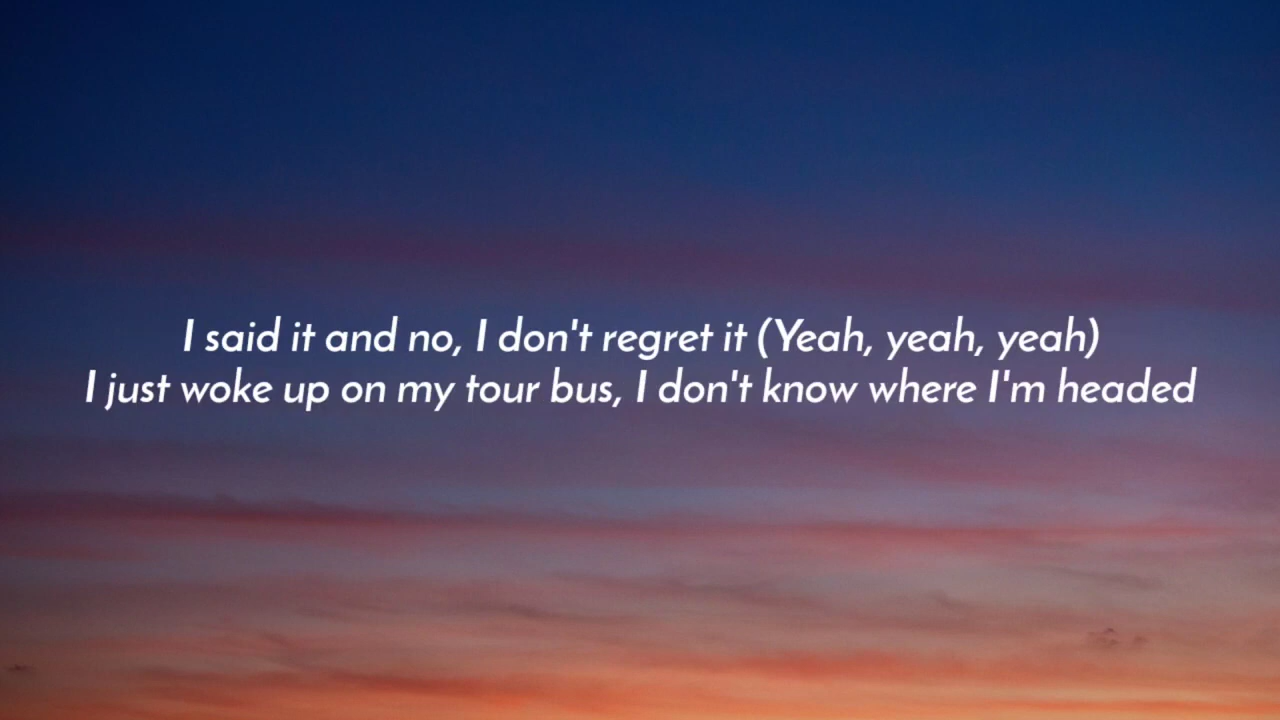 I said it and no, I don't regret it (Yeah, yeah, yeah)
I just woke up on my tour bus, I don't know where I'm headed